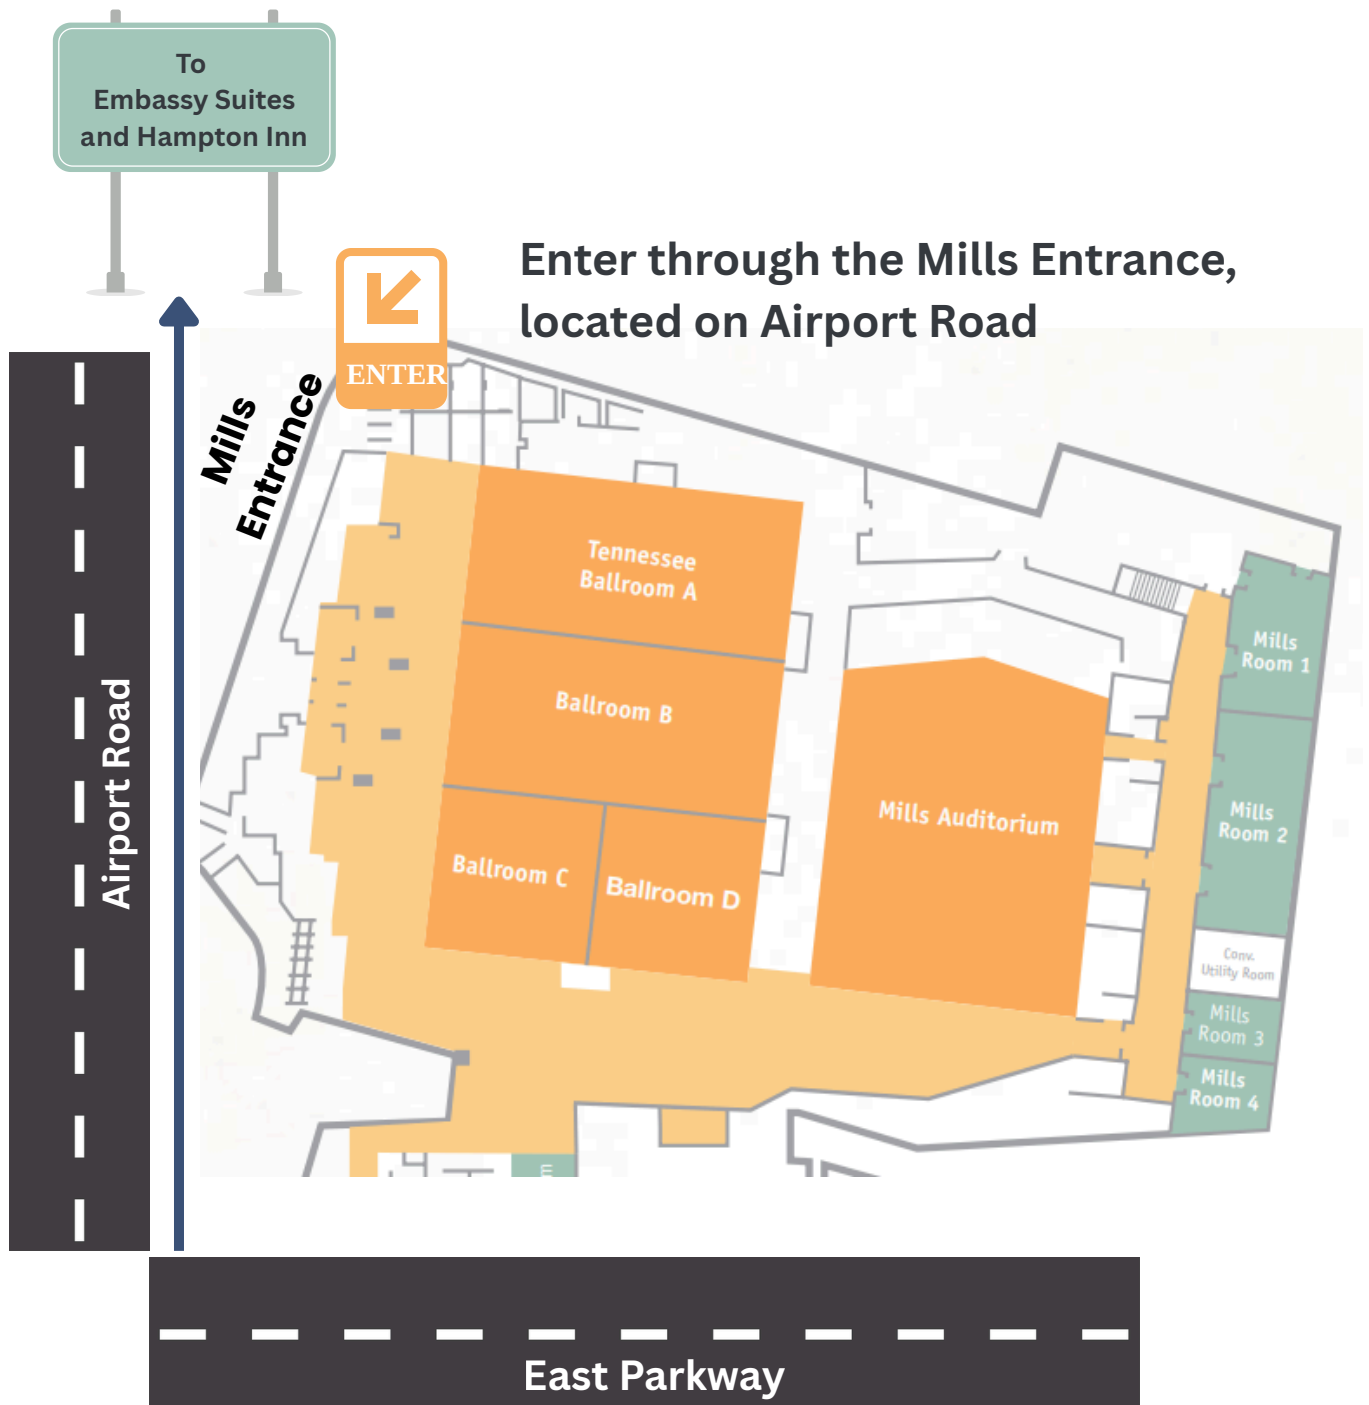 To
Embassy Suites
and Hampton Inn
Enter through the Mills Entrance,
located on Airport Road
ENTER
Mills
Entrance
Tennessee
Ballroom A
Ballroom B
Ballroom C
Ballroom D
Mills Auditorium
Mills
Room 1
Mills
Room 2
Conv.
Utility Room
Mills
Room 3
Mills
Room 4
Airport Road
East Parkway